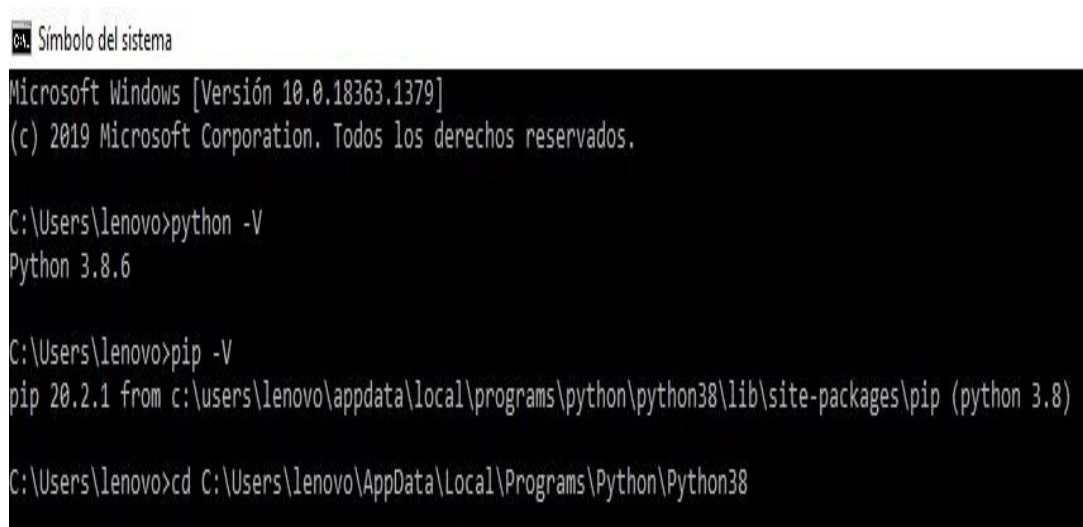 Símbolo del sistema
Microsoft Windows [Versión 10.0.18363.1379]
(c) 2019 Microsoft Corporation. Todos los derechos reservados.
C:\Users\lenovo>python -V
Python 3.8.6
C:\Users\lenovo>pip -V
pip 20.2.1 from c:\users\lenovo\appdata\local\programs\python\python38\lib\site-packages\pip (python 3.8)
C:\Users\lenovo>cd C:\Users\lenovo\AppData\Local\Programs\Python\Python38